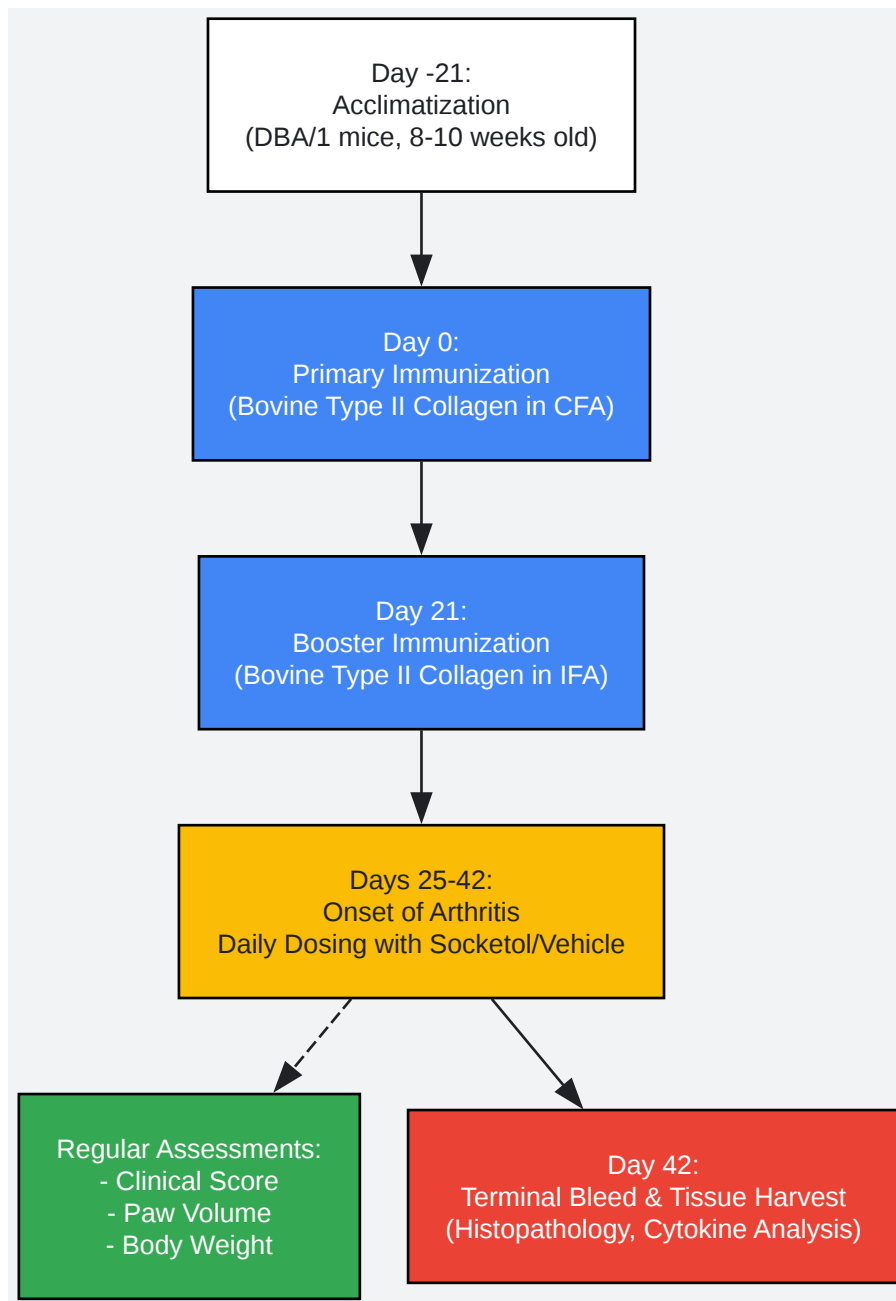 Day -21:
Acclimatization
(DBA/1 mice, 8-10 weeks old)
Day 0:
Primary Immunization
(Bovine Type II Collagen in CFA)
Day 21:
Booster Immunization
(Bovine Type II Collagen in IFA)
Days 25-42:
Onset of Arthritis
Daily Dosing with Socketol/Vehicle
Regular Assessments:
- Clinical Score
- Paw Volume
- Body Weight
Day 42:
Terminal Bleed & Tissue Harvest
(Histopathology, Cytokine Analysis)